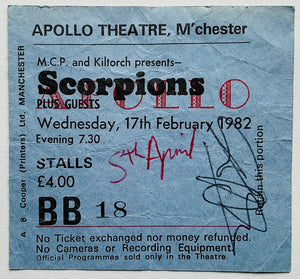 APOLLO THEATRE, M'chester
M.C.P. and Kiltorch presents—
Scorpions
PLUS GUESTS
APOLLO
Wednesday, 17th February 1982
Evening 7.30
STALLS
£4.00
5th April
BB 18
No Ticket exchanged nor money refunded.
No Cameras or Recording Equipment.
Official Programmes sold only in the Theatre.
A. B. Cooper (Printers) Ltd., MANCHESTER
Retain this portion